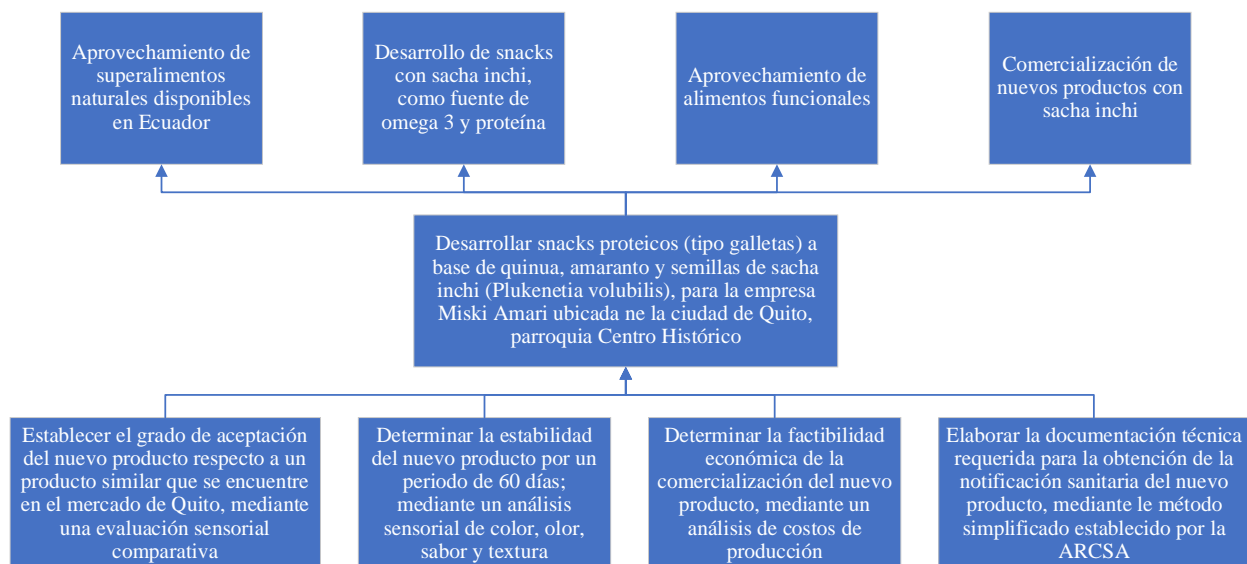 Aprovechamiento de
superalimentos
naturales disponibles
en Ecuador
Desarrollo de snacks
con sacha inchi,
como fuente de
omega 3 y proteína
Aprovechamiento de
alimentos funcionales
Comercialización de
nuevos productos con
sacha inchi
Desarrollar snacks proteicos (tipo galletas) a
base de quinua, amaranto y semillas de sacha
inchi (Plukenetia volubilis), para la empresa
Miski Amari ubicada ne la ciudad de Quito,
parroquia Centro Histórico
Establecer el grado de aceptación
del nuevo producto respecto a un
producto similar que se encuentre
en el mercado de Quito, mediante
una evaluación sensorial
comparativa
Determinar la estabilidad
del nuevo producto por un
periodo de 60 días;
mediante un análisis
sensorial de color, olor,
sabor y textura
Determinar la factibilidad
económica de la
comercialización del nuevo
producto, mediante un
análisis de costos de
producción
Elaborar la documentación técnica
requerida para la obtención de la
notificación sanitaria del nuevo
producto, mediante le método
simplificado establecido por la
ARCSA